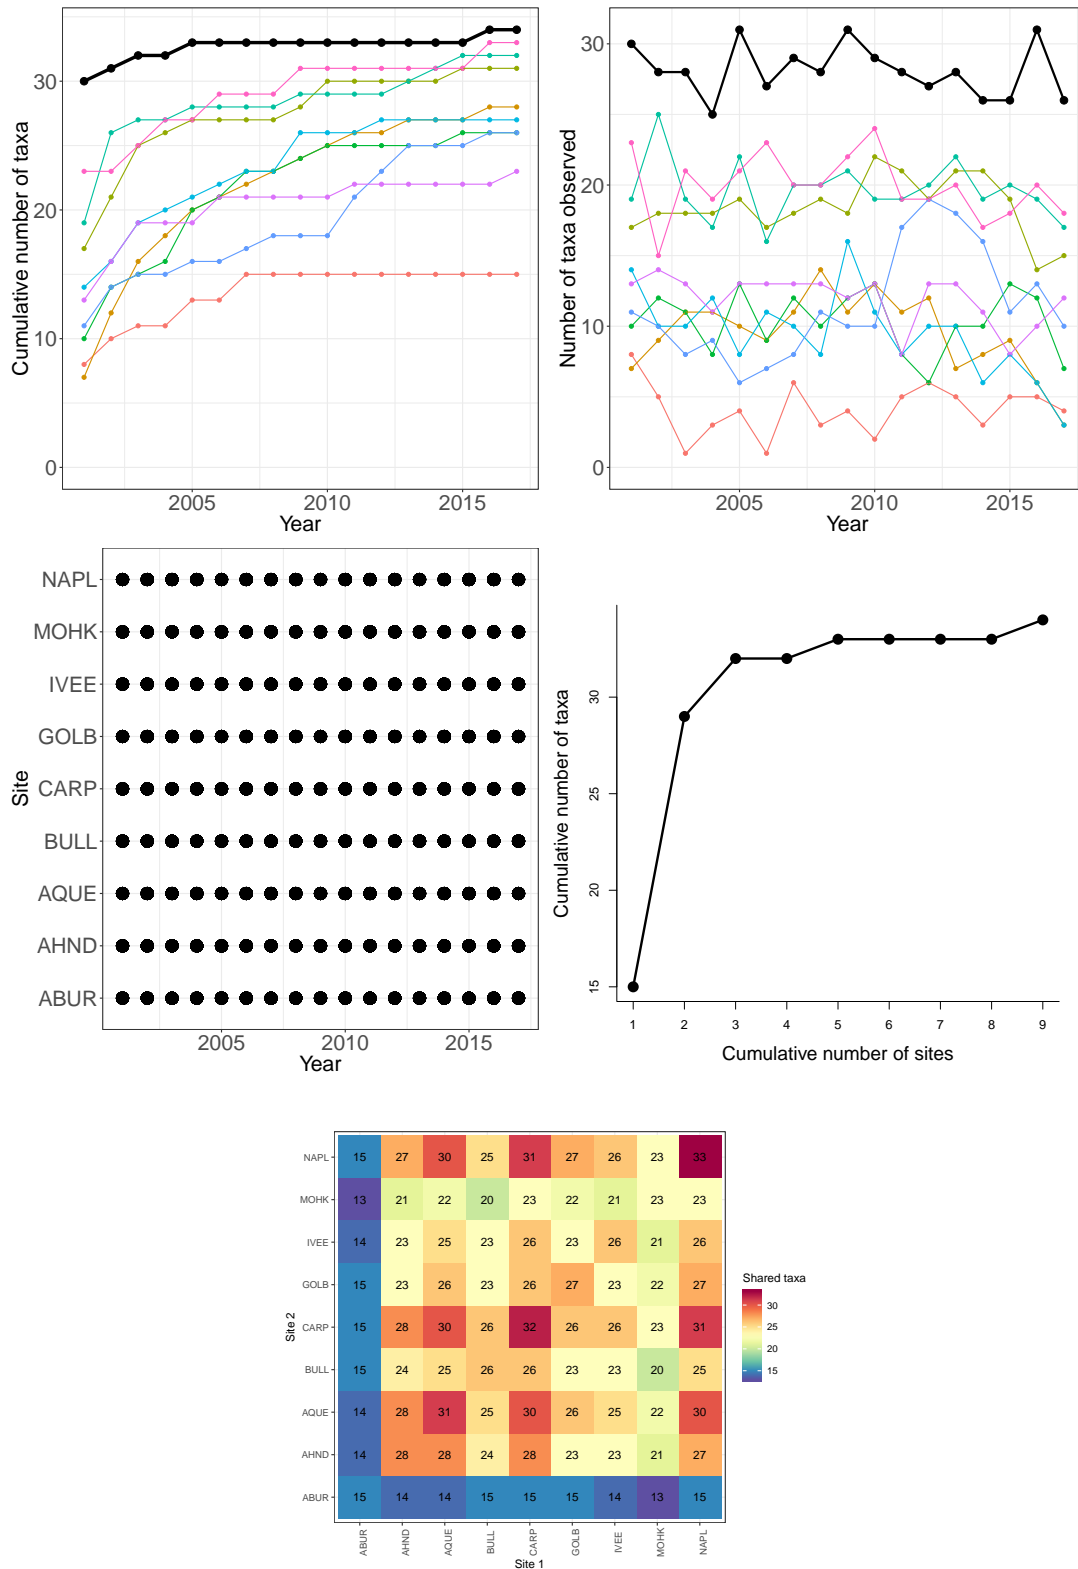 Cumulative number of taxa
30
20
10
0
2005 2010 2015
Year
Number of taxa observed
30
20
10
0
2005 2010 2015
Year
Site
NAPL
MOHK
IVEE
GOLB
CARP
BULL
AQUE
AHND
ABUR
2005 2010 2015
Year
Cumulative number of taxa
30
25
20
15
1 2 3 4 5 6 7 8 9
Cumulative number of sites
Site 2
NAPL 15 27 30 25 31 27 26 23 33
MOHK 13 21 22 20 23 22 21 23 23
IVEE 14 23 25 23 26 23 26 21 26
GOLB 15 23 26 23 26 27 23 22 27
CARP 15 28 30 26 32 26 26 23 31
BULL 15 24 25 26 26 23 23 20 25
AQUE 14 28 31 25 30 26 25 22 30
AHND 14 28 28 24 28 23 23 21 27
ABUR 15 14 14 15 15 15 14 13 15
ABUR AHND AQUE BULL CARP GOLB IVEE MOHK NAPL
Site 1
Shared taxa
30
25
20
15